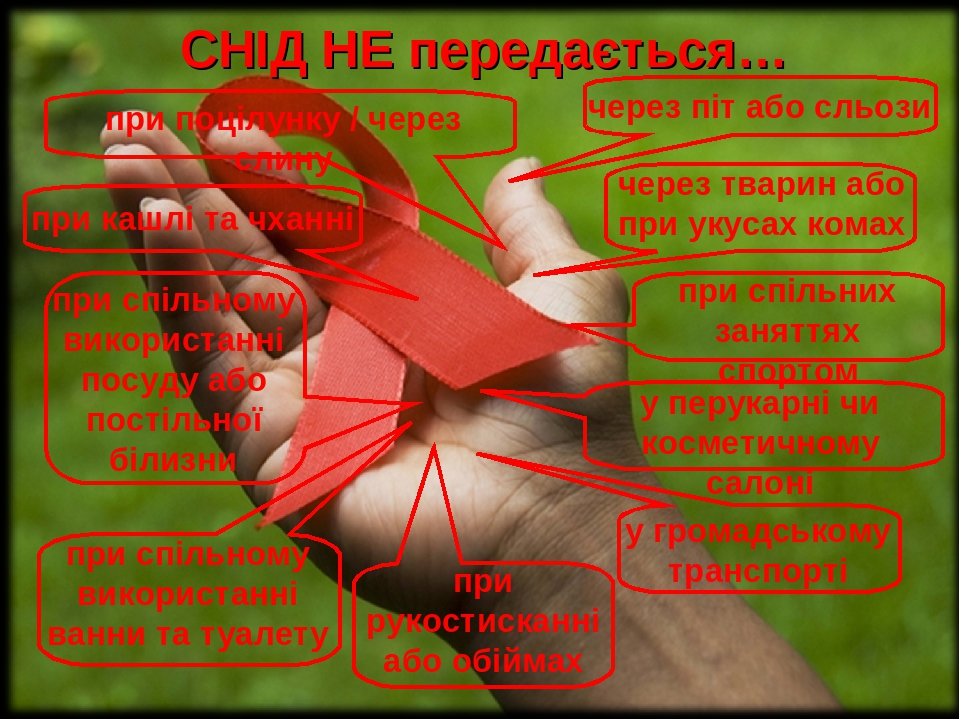 СНІД НЕ передається...
при поцілунку / через
слину
через піт або сльози
при кашлі та чханні
через тварин або
при укусах комах
при спільному
використанні
посуду або
постільної
білизни
при спільних
заняттях
спортом
у перукарні чи
косметичному
салоні
при спільному
використанні
ванни та туалету
при
рукостисканні
або обіймах
у громадському
транспорті